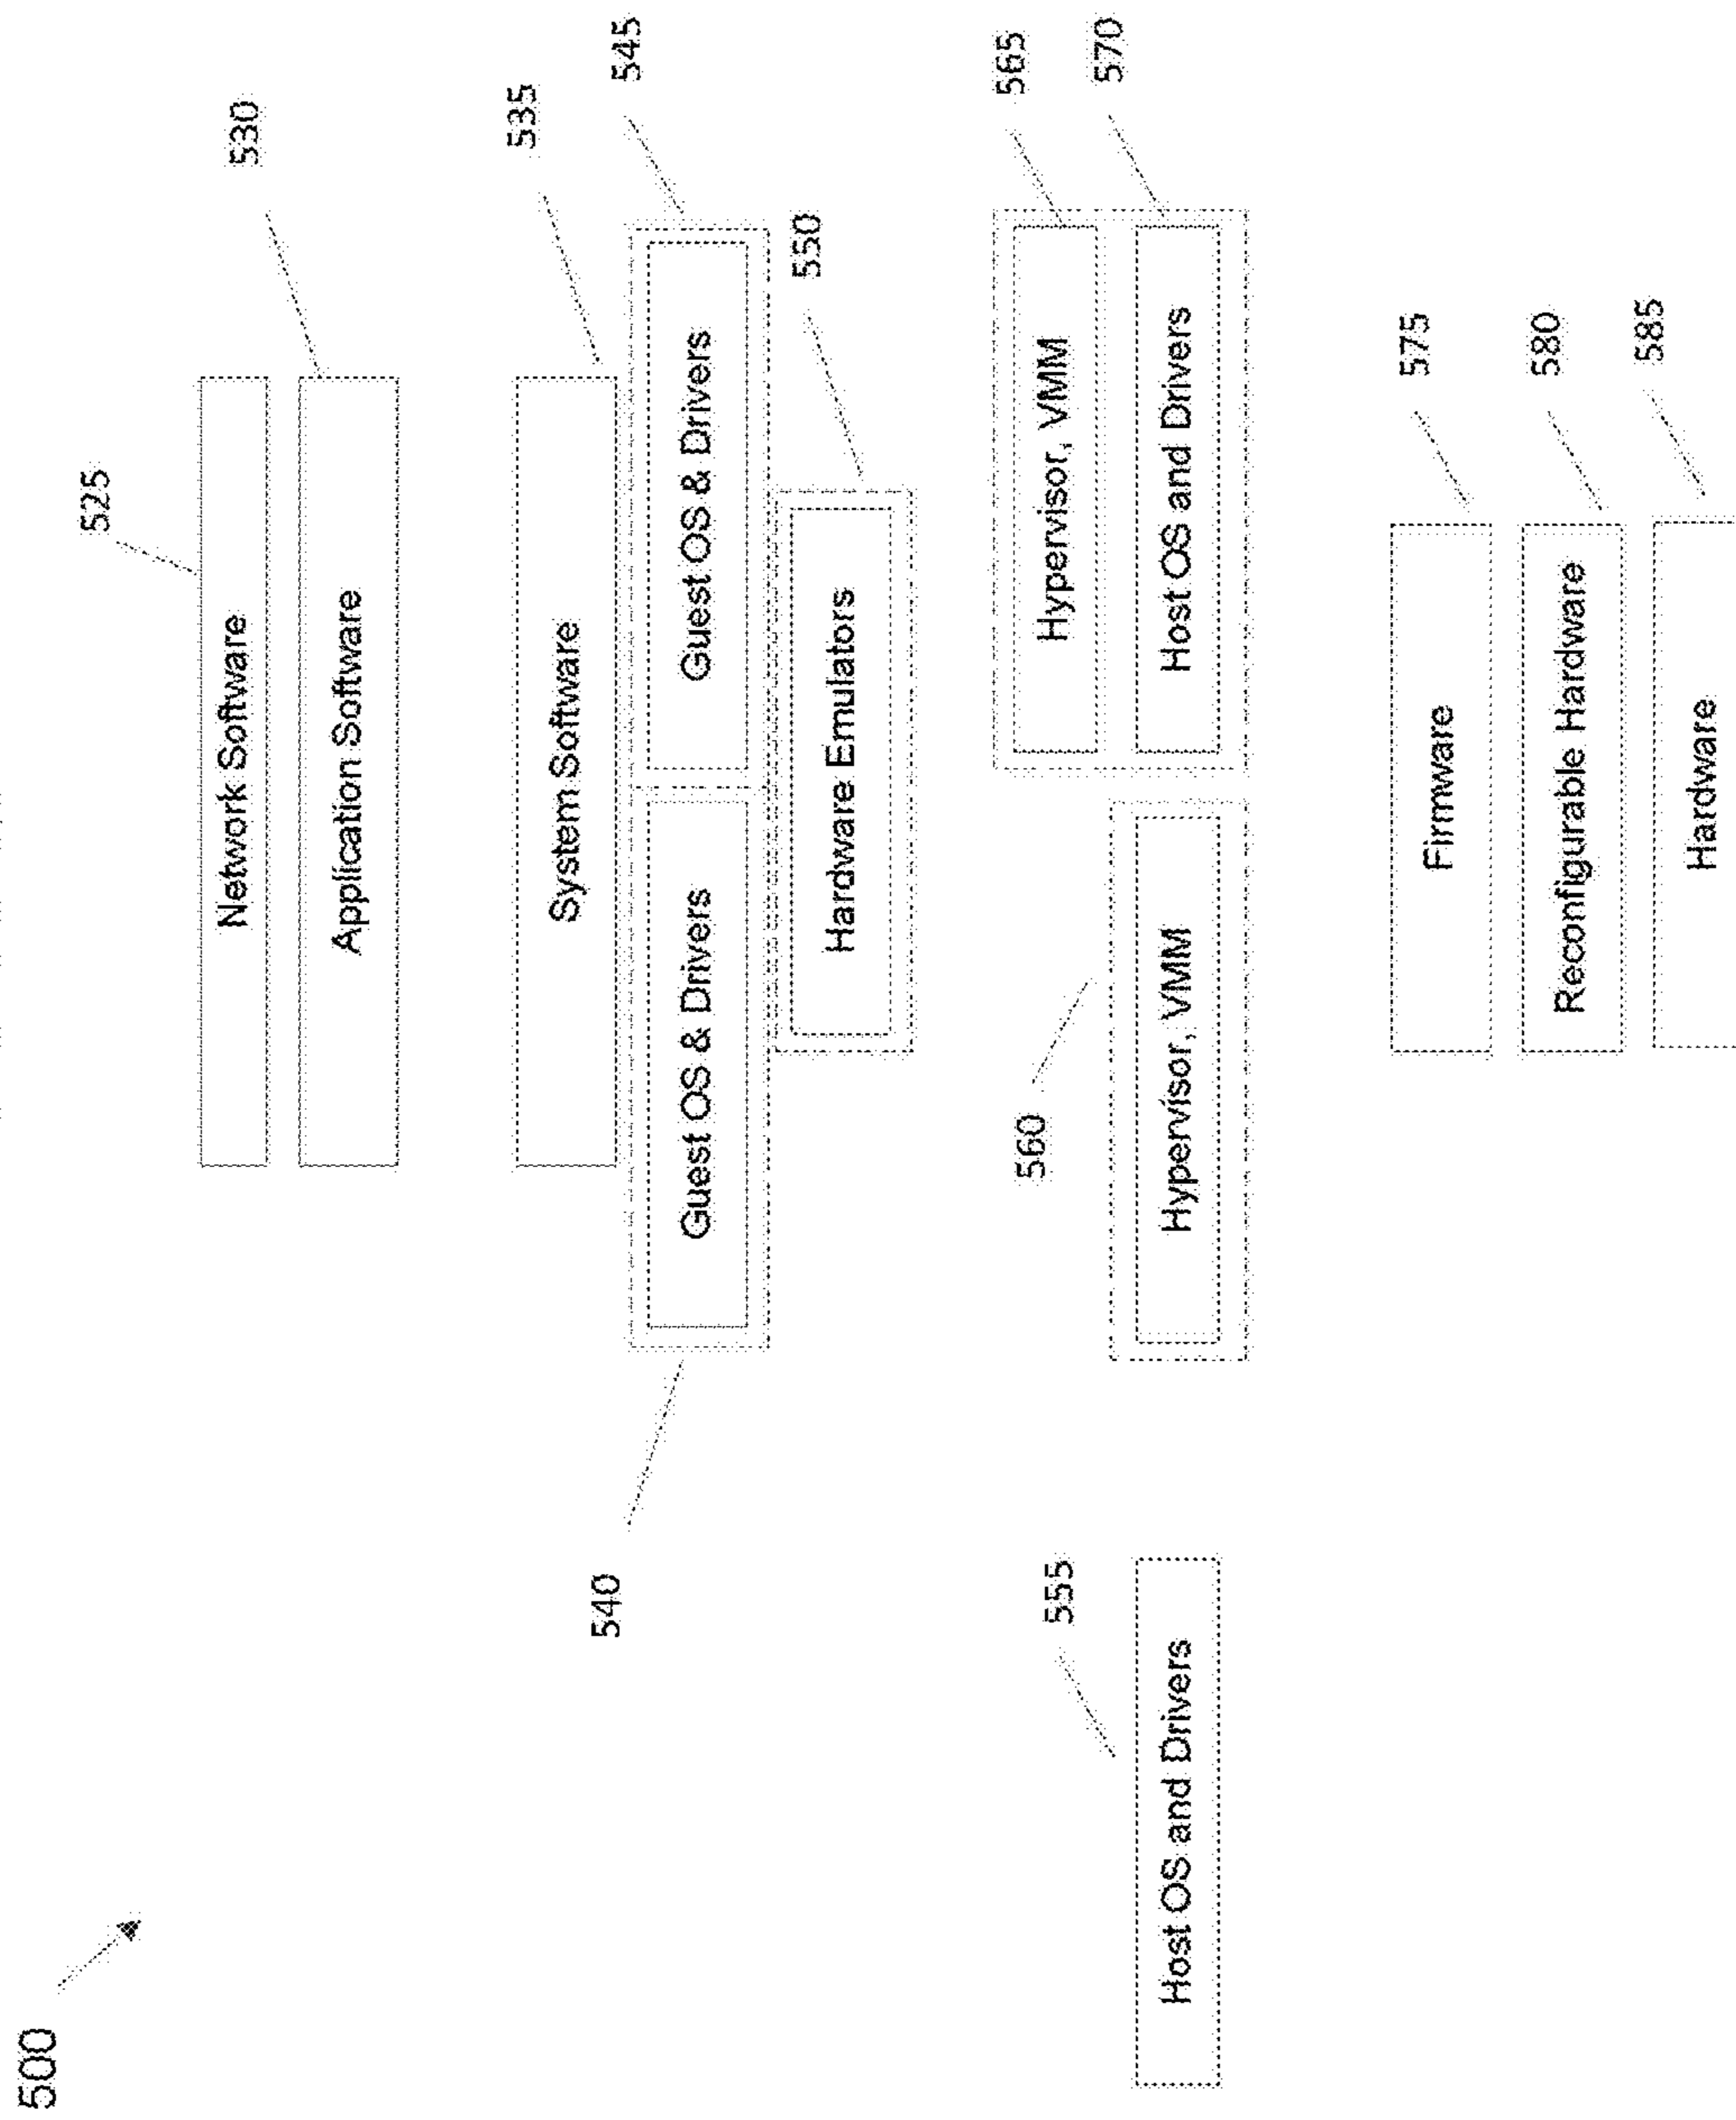 500
525
Network Software
530
Application Software
535
System Software
540
Guest OS & Drivers
545
Guest OS & Drivers
550
Hardware Emulators
555
Host OS and Drivers
560
Hypervisor, VMM
565
Hypervisor, VMM
570
Host OS and Drivers
575
Firmware
580
Reconfigurable Hardware
585
Hardware